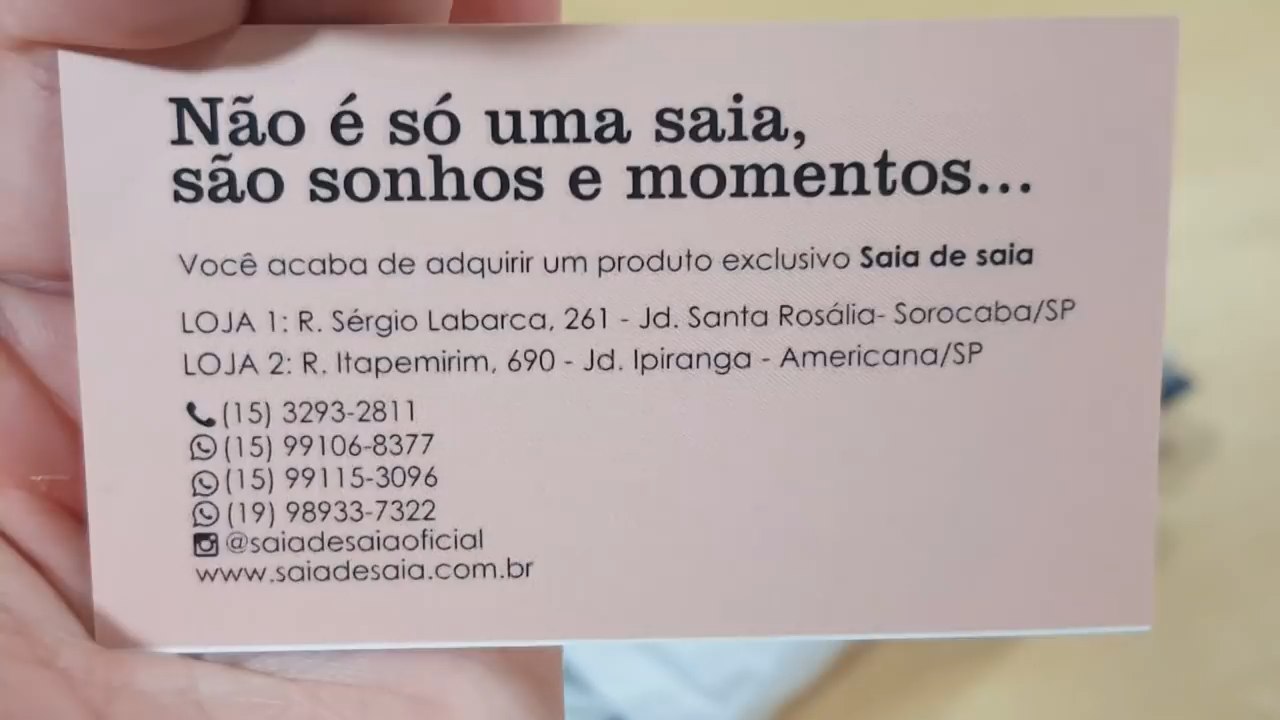 Não é só uma saia,
são sonhos e momentos...
Você acaba de adquirir um produto exclusivo Saia de saia
LOJA 1: R. Sérgio Labarca, 261 - Jd. Santa Rosália- Sorocaba/SP
LOJA 2: R. Itapemirim, 690 - Jd. Ipiranga - Americana/SP
(15) 3293-2811
(15) 99106-8377
(15) 99115-3096
(19) 98933-7322
@saiadesaiaoficial
www.saiadesaia.com.br